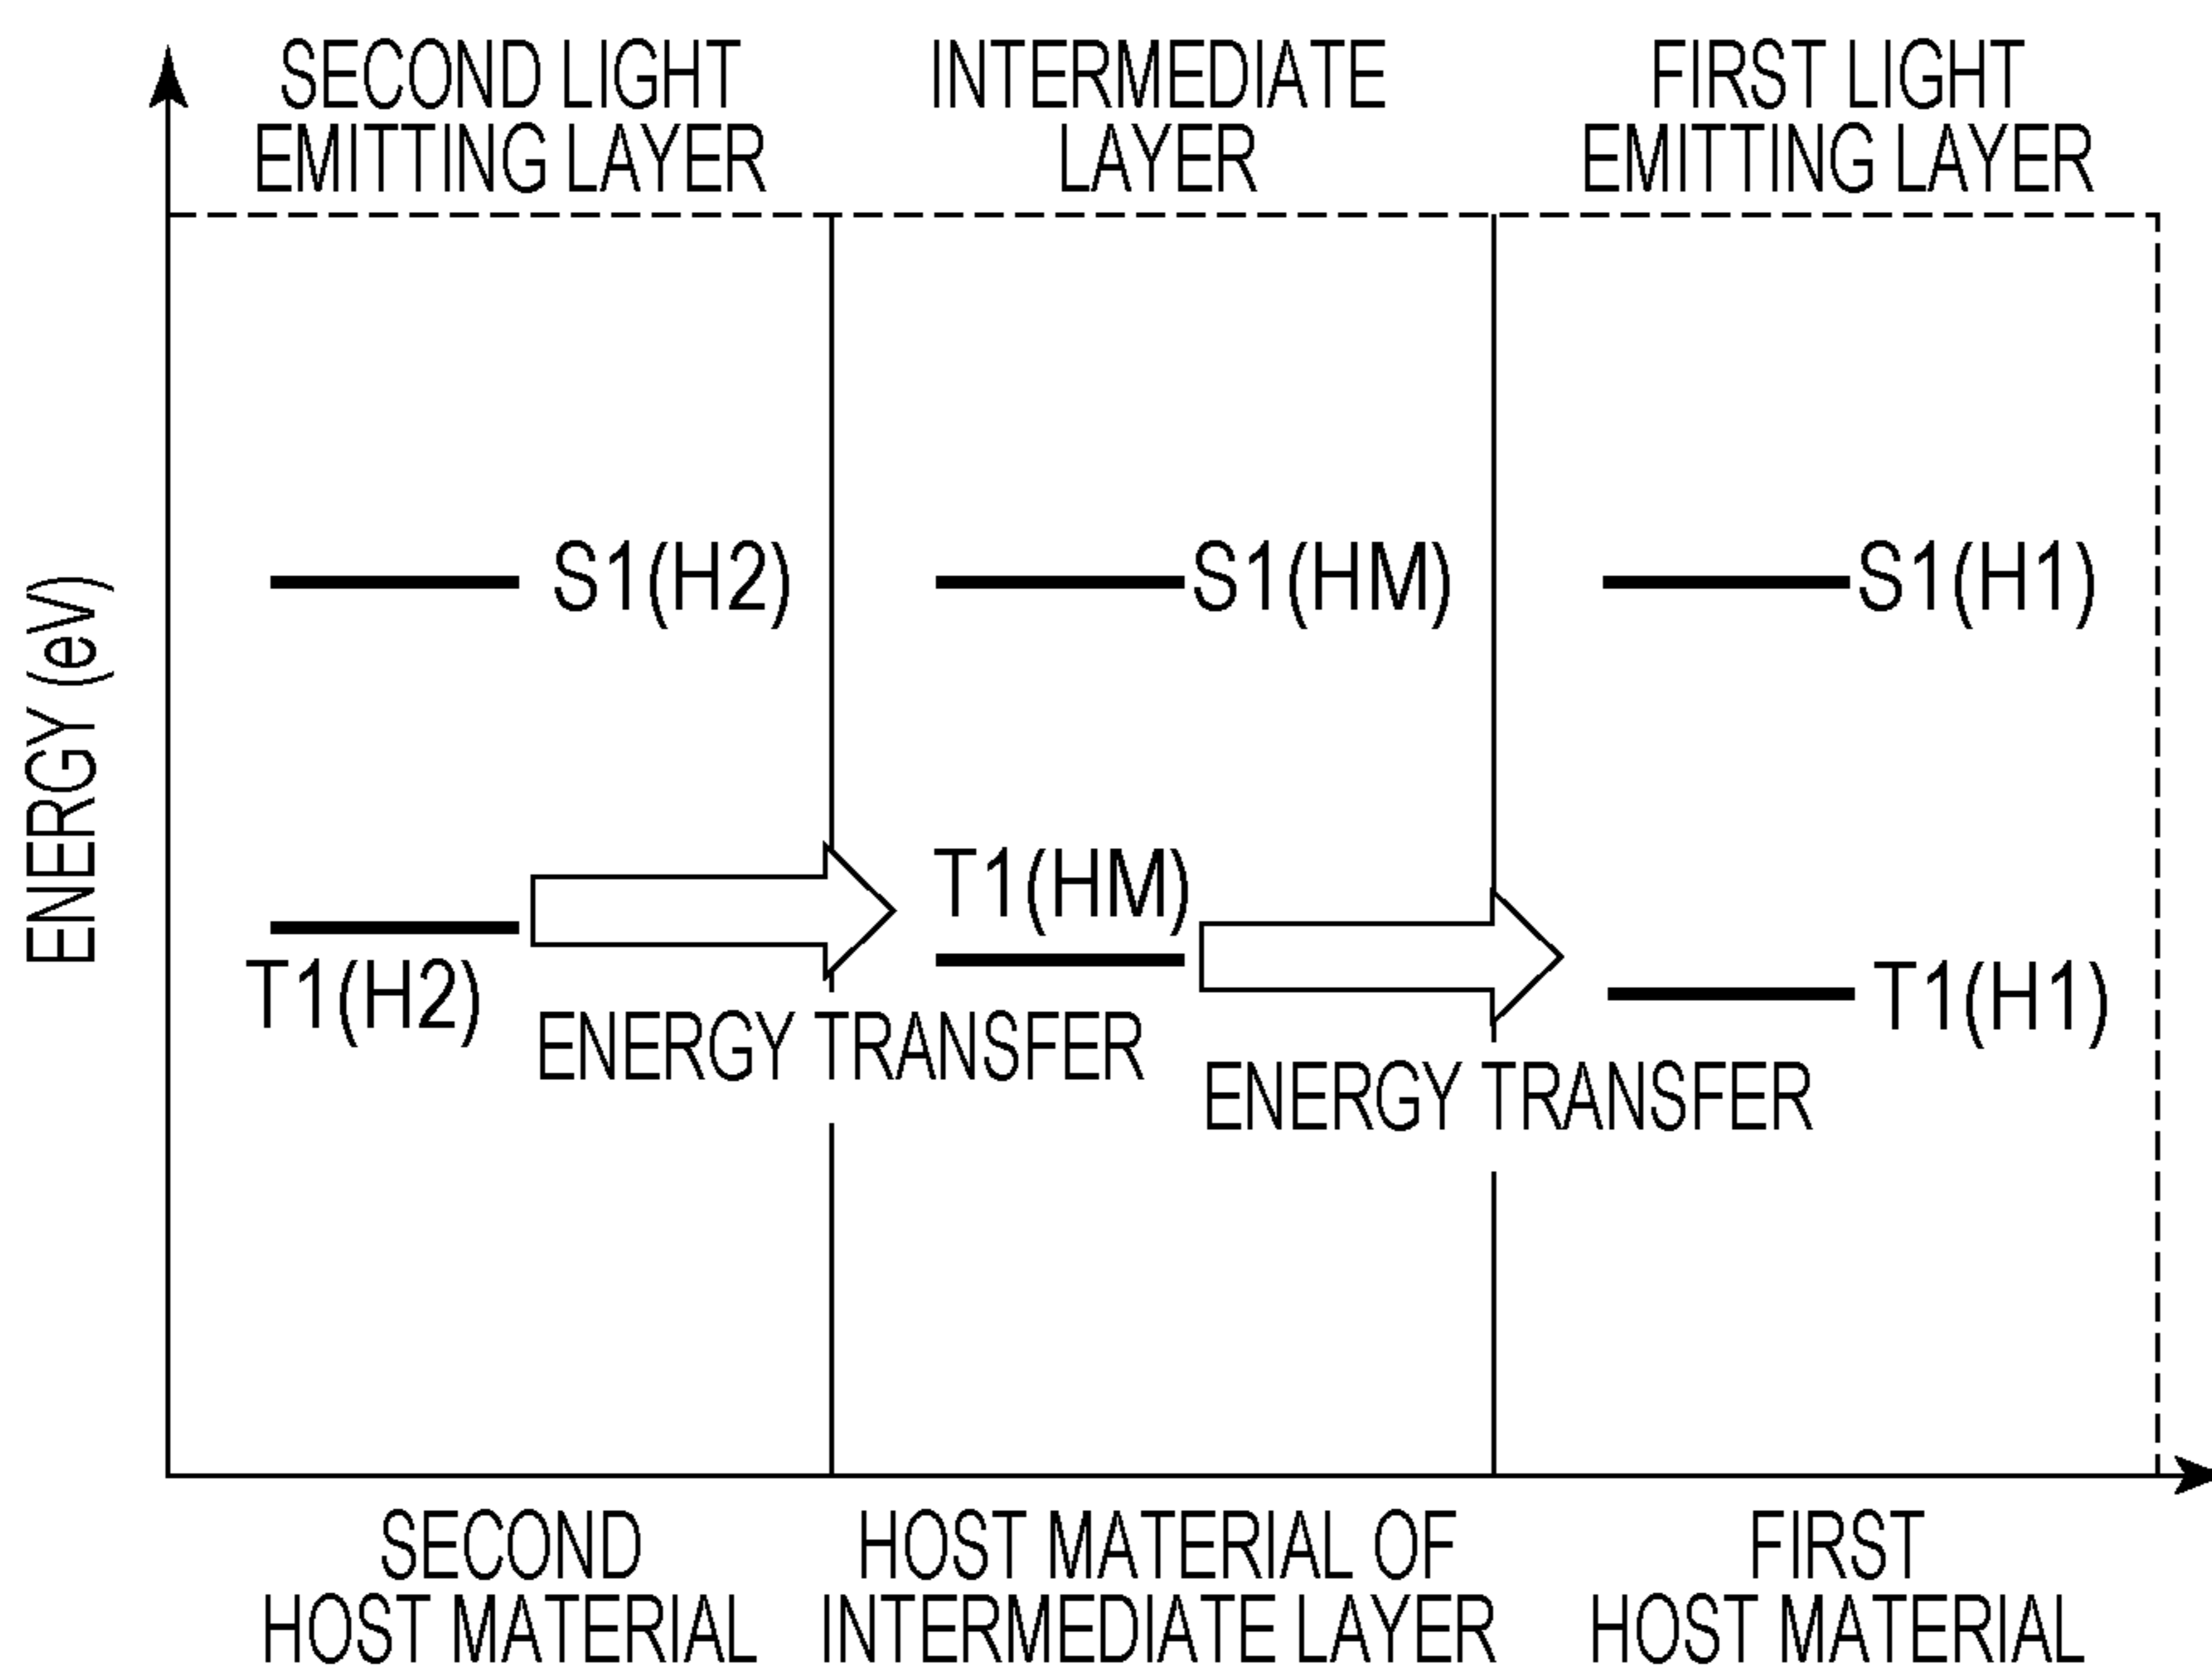 SECOND LIGHT
EMITTING LAYER
INTERMEDIATE
LAYER
FIRST LIGHT
EMITTING LAYER
ENERGY (eV)
S1(H2)
S1(HM)
S1(H1)
T1(HM)
T1(H2)
T1(H1)
ENERGY TRANSFER
ENERGY TRANSFER
SECOND
HOST MATERIAL
HOST MATERIAL OF
INTERMEDIATE LAYER
FIRST
HOST MATERIAL